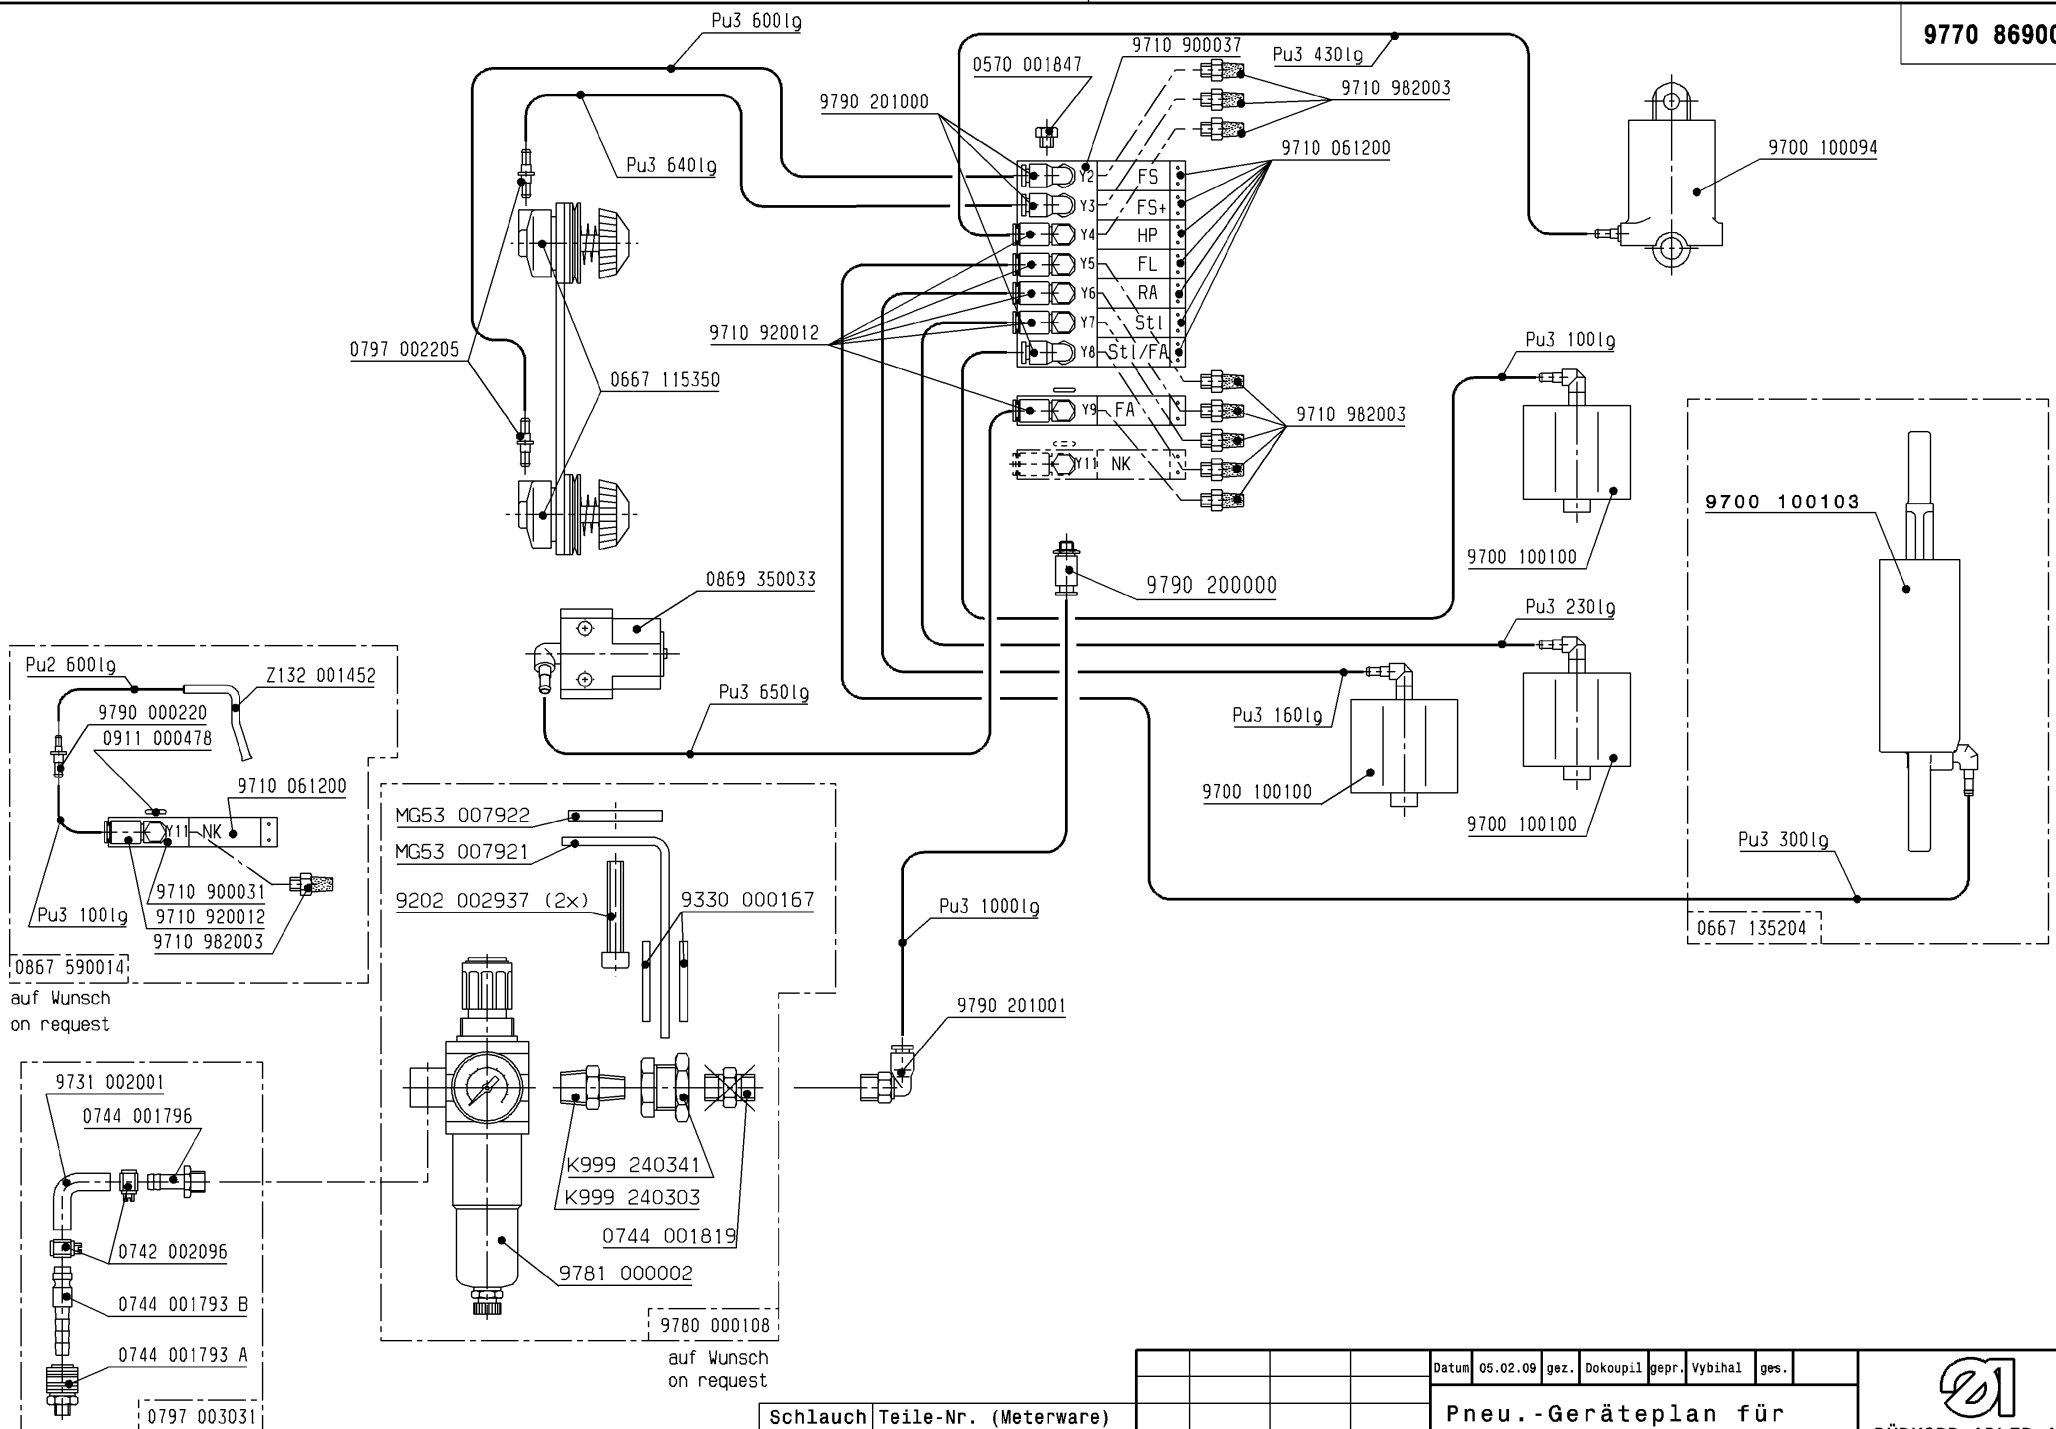 Pu3 600lg
9710 900037
Pu3 430lg
9770 86900
0570 001847
9790 201000
9710 982003
Pu3 640lg
9710 061200
9700 100094
Y2 FS
Y3 FS+
Y4 HP
Y5 FL
Y6 RA
Y7 Stl
Y8 Stl/FA
9710 920012
0797 002205
0667 115350
Pu3 100lg
Y9 FA
9710 982003
Y11 NK
9700 100103
9700 100100
0869 350033
9790 200000
Pu3 230lg
Pu2 600lg
Z132 001452
Pu3 650lg
9790 000220
0911 000478
Pu3 160lg
9710 061200
9700 100100
9700 100100
MG53 007922
Y11 NK
MG53 007921
Pu3 300lg
9710 900031
9202 002937 (2x)
9330 000167
Pu3 100lg
9710 920012
Pu3 1000lg
9710 982003
0667 135204
0867 590014
auf Wunsch
on request
9790 201001
9731 002001
0744 001796
K999 240341
K999 240303
0742 002096
0744 001819
9781 000002
0744 001793 B
9780 000108
0744 001793 A
auf Wunsch
on request
Datum 05.02.09 gez. Dokoupil gepr. Vybihal ges.
0797 003031
Schlauch Teile-Nr. (Meterware)
Pneu.-Geräteplan für